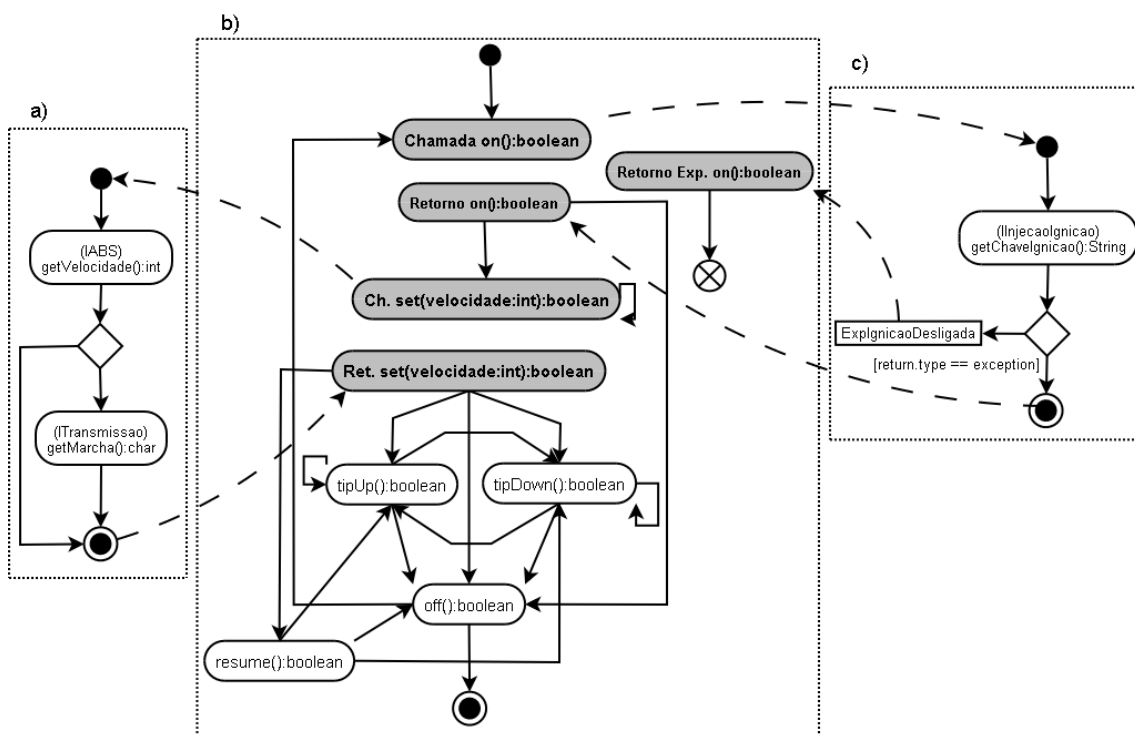 a)
(IABS)
getVelocidade():int
(ITransmissao)
getMarcha():char
b)
Chamada on():boolean
Retorno Exp. on():boolean
Retorno on():boolean
Ch. set(velocidade:int):boolean
Ret. set(velocidade:int):boolean
tipUp():boolean
tipDown():boolean
off():boolean
resume():boolean
c)
(IInjecaoIgnicao)
getChaveIgnicao():String
ExpIgnicaoDesligada
[return.type == exception]